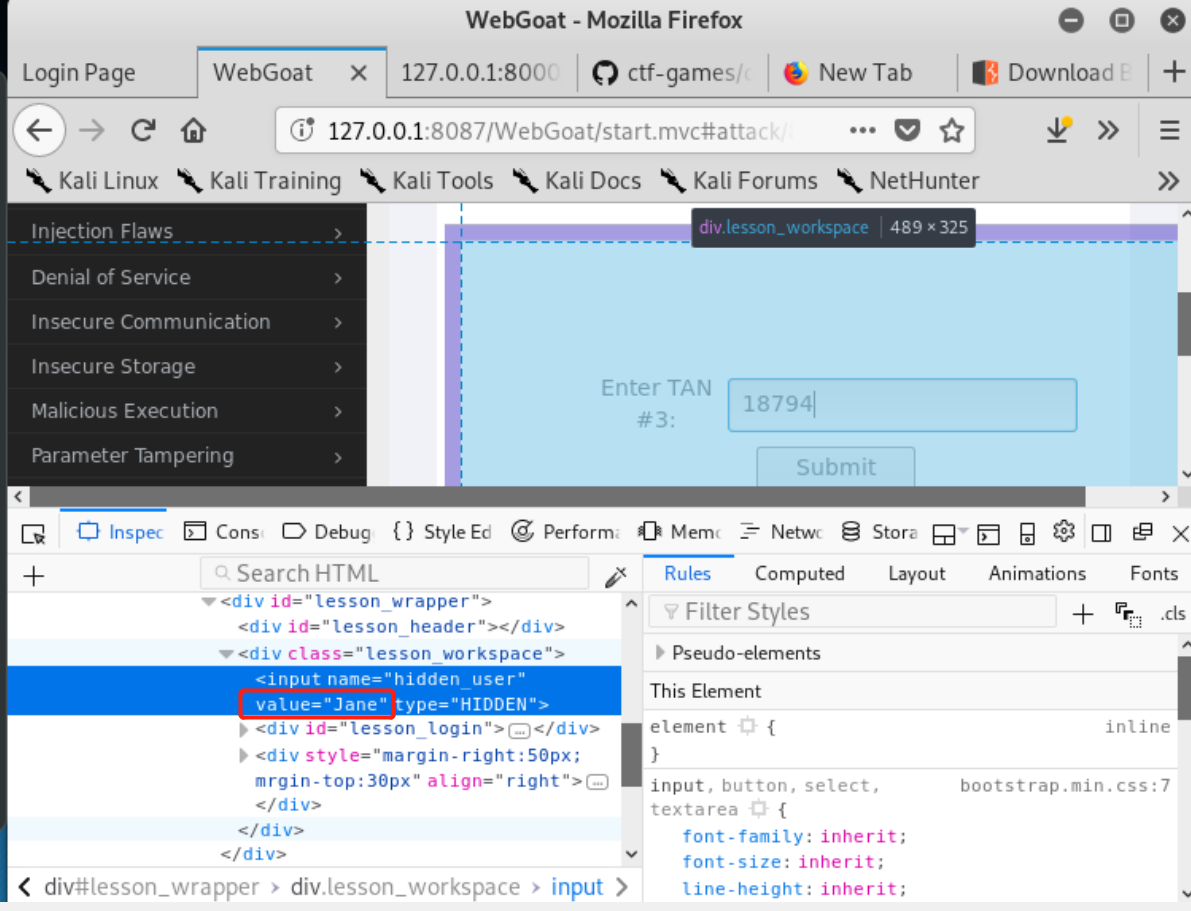 WebGoat - Mozilla Firefox
Login Page WebGoat 127.0.0.1:8000 ctf-games/ New Tab Download
127.0.0.1:8087/WebGoat/start.mvc#attack/
Kali Linux Kali Training Kali Tools Kali Docs Kali Forums NetHunter
Injection Flaws
div.lesson_workspace 489 × 325
Denial of Service
Insecure Communication
Insecure Storage
Malicious Execution
Parameter Tampering
Enter TAN
#3:
18794
Submit
Inspec Cons Debug {} Style Ed Performa Memo Netwo Stora
+ Search HTML
Rules Computed Layout Animations Fonts
Filter Styles + .cls
<div id="lesson_wrapper">
<div id="lesson_header"></div>
<div class="lesson_workspace">
<input name="hidden_user"
value="Jane" type="HIDDEN">
<div id="lesson_login"></div>
<div style="margin-right:50px;
mrgin-top:30px" align="right">
</div>
</div>
</div>
Pseudo-elements
This Element
element { inline
}
input, button, select, bootstrap.min.css:7
textarea {
font-family: inherit;
font-size: inherit;
line-height: inherit;
div#lesson_wrapper › div.lesson_workspace › input